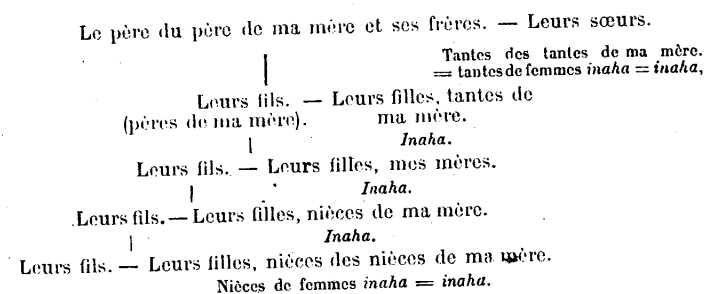 Le père du père de ma mère et ses frères. — Leurs sœurs.
Tantes des tantes de ma mère.
= tantes de femmes inaha = inaha,
Leurs fils. — Leurs filles, tantes de
(pères de ma mère). ma mère.
Inaha.
Leurs fils. — Leurs filles, mes mères.
Inaha.
Leurs fils. — Leurs filles, nièces de ma mère.
Inaha.
Leurs fils. — Leurs filles, nièces des nièces de ma mère.
Nièces de femmes inaha = inaha.